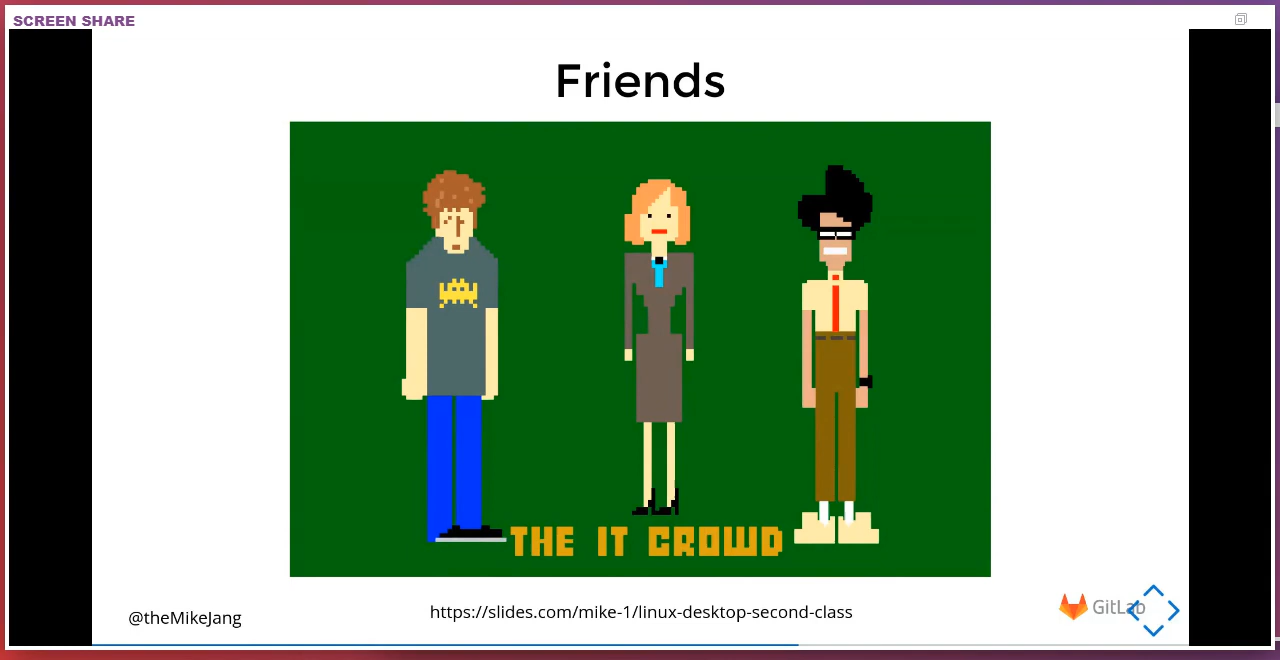 SCREEN SHARE
Friends
THE IT CROWD
@theMikeJang
https://slides.com/mike-1/linux-desktop-second-class
GitLab